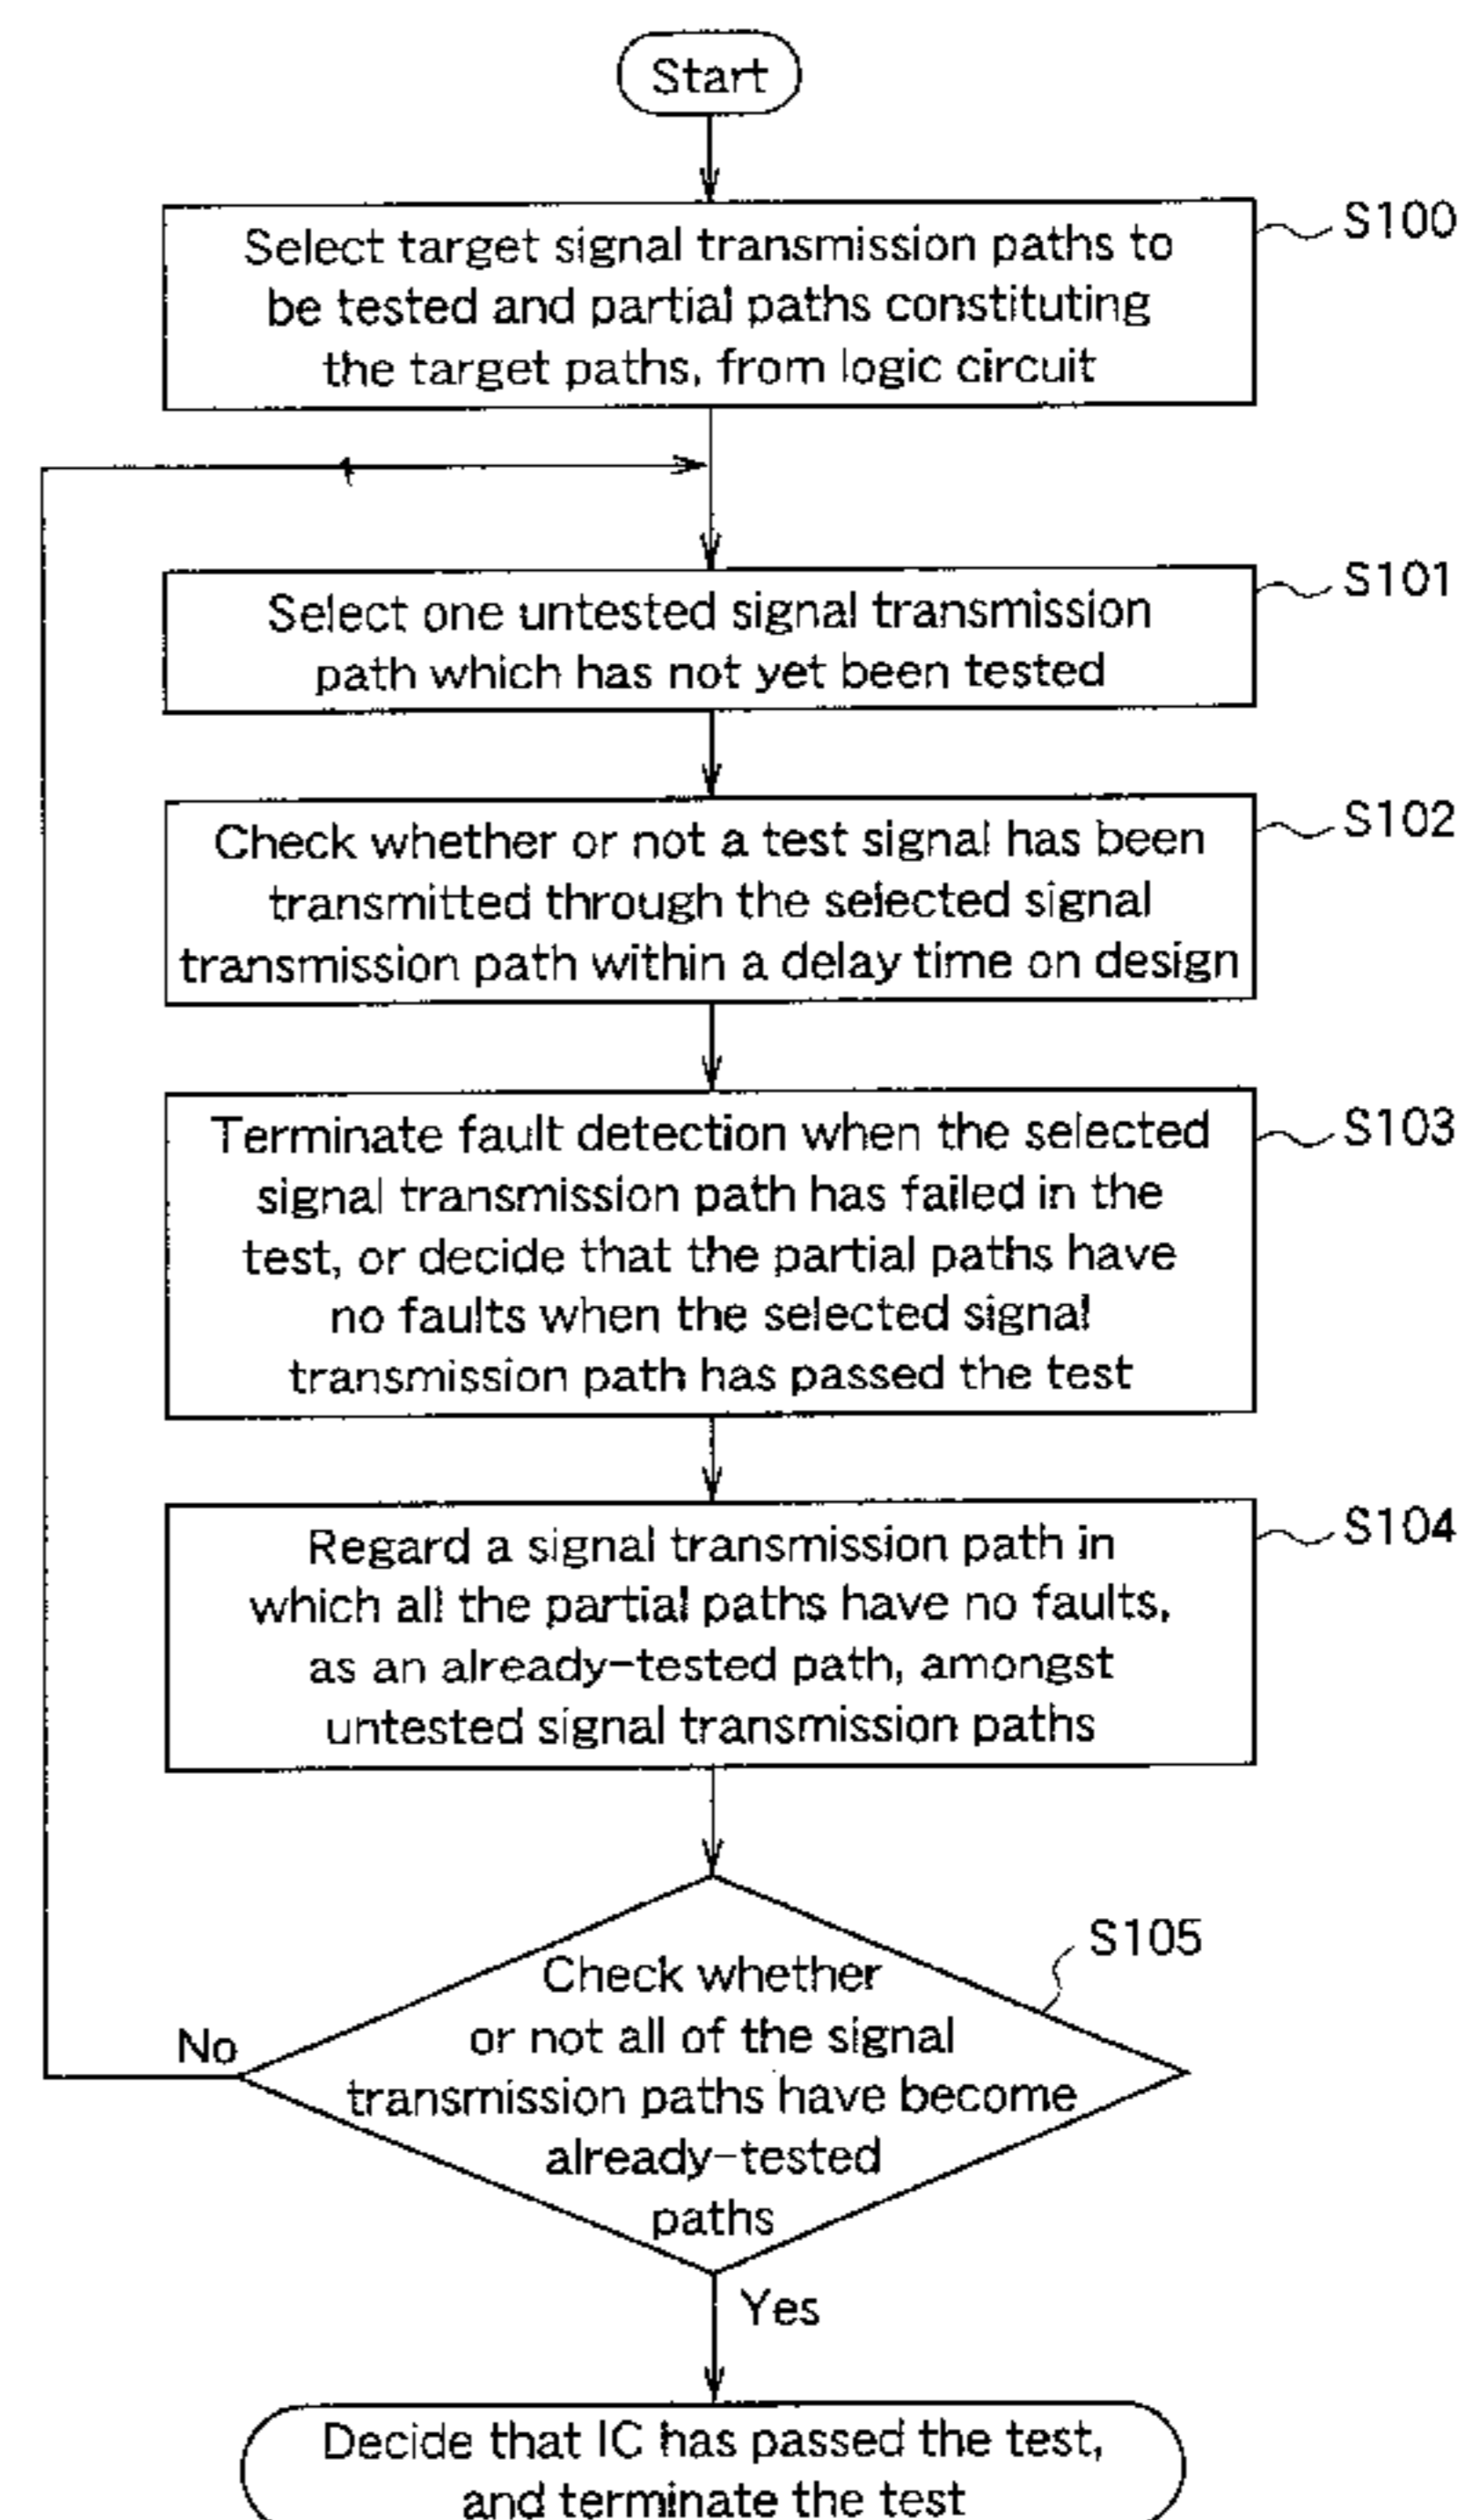 Start
S100
Select target signal transmission paths to
be tested and partial paths constituting
the target paths, from logic circuit
S101
Select one untested signal transmission
path which has not yet been tested
S102
Check whether or not a test signal has been
transmitted through the selected signal
transmission path within a delay time on design
S103
Terminate fault detection when the selected
signal transmission path has failed in the
test, or decide that the partial paths have
no faults when the selected signal
transmission path has passed the test
S104
Regard a signal transmission path in
which all the partial paths have no faults,
as an already-tested path, amongst
untested signal transmission paths
S105
Check whether
or not all of the signal
transmission paths have become
already-tested
paths
No
Yes
Decide that IC has passed the test,
and terminate the test